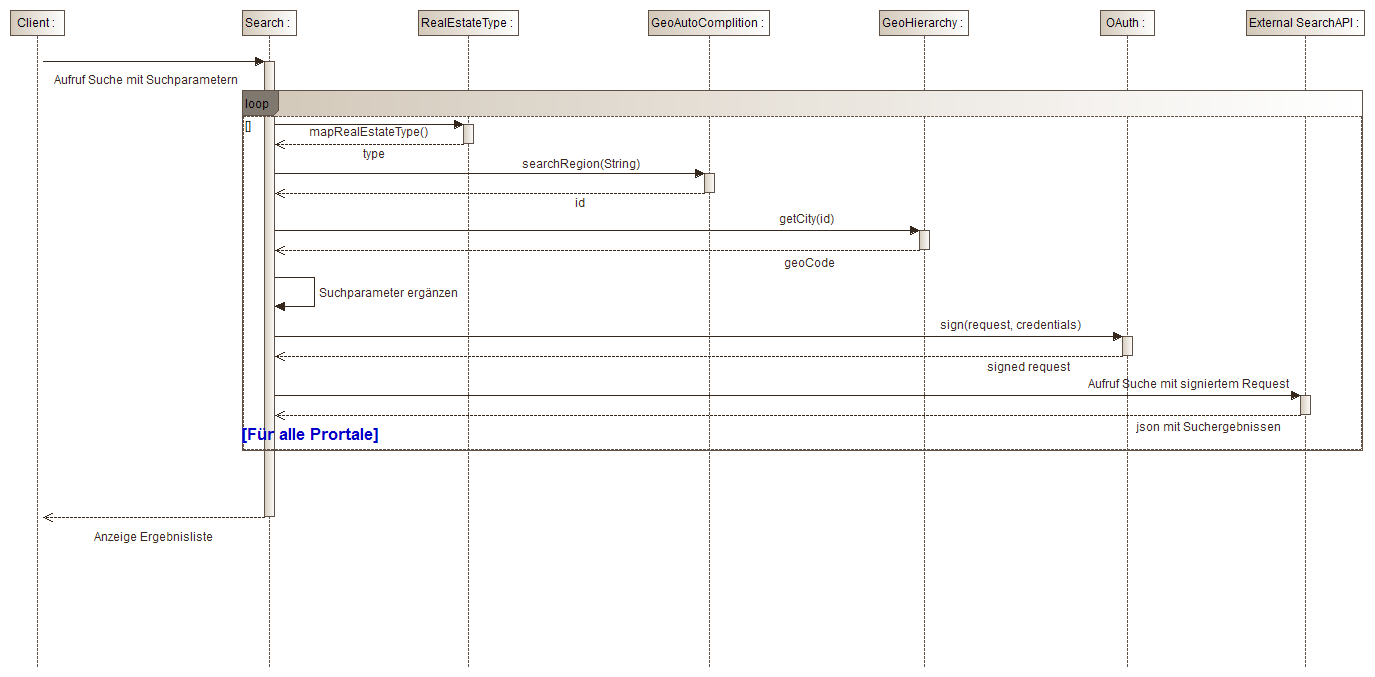 Client :
Search :
RealEstateType :
GeoAutoComplition :
GeoHierarchy :
OAuth :
External SearchAPI :
Aufruf Suche mit Suchparametern
loop
[]
mapRealEstateType()
type
searchRegion(String)
id
getCity(id)
geoCode
Suchparameter ergänzen
sign(request, credentials)
signed request
Aufruf Suche mit signiertem Request
json mit Suchergebnissen
[Für alle Prortale]
Anzeige Ergebnisliste